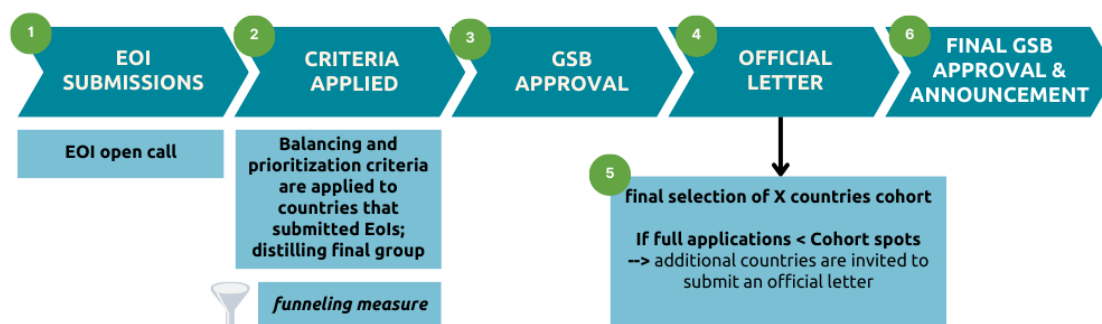 1
EOI
SUBMISSIONS
EOI open call
2
CRITERIA
APPLIED
Balancing and
prioritization criteria
are applied to
countries that
submitted EoIs;
distilling final group
funneling measure
3
GSB
APPROVAL
4
OFFICIAL
LETTER
5
final selection of X countries cohort
If full applications < Cohort spots
--> additional countries are invited to
submit an official letter
6
FINAL GSB
APPROVAL &
ANNOUNCEMENT